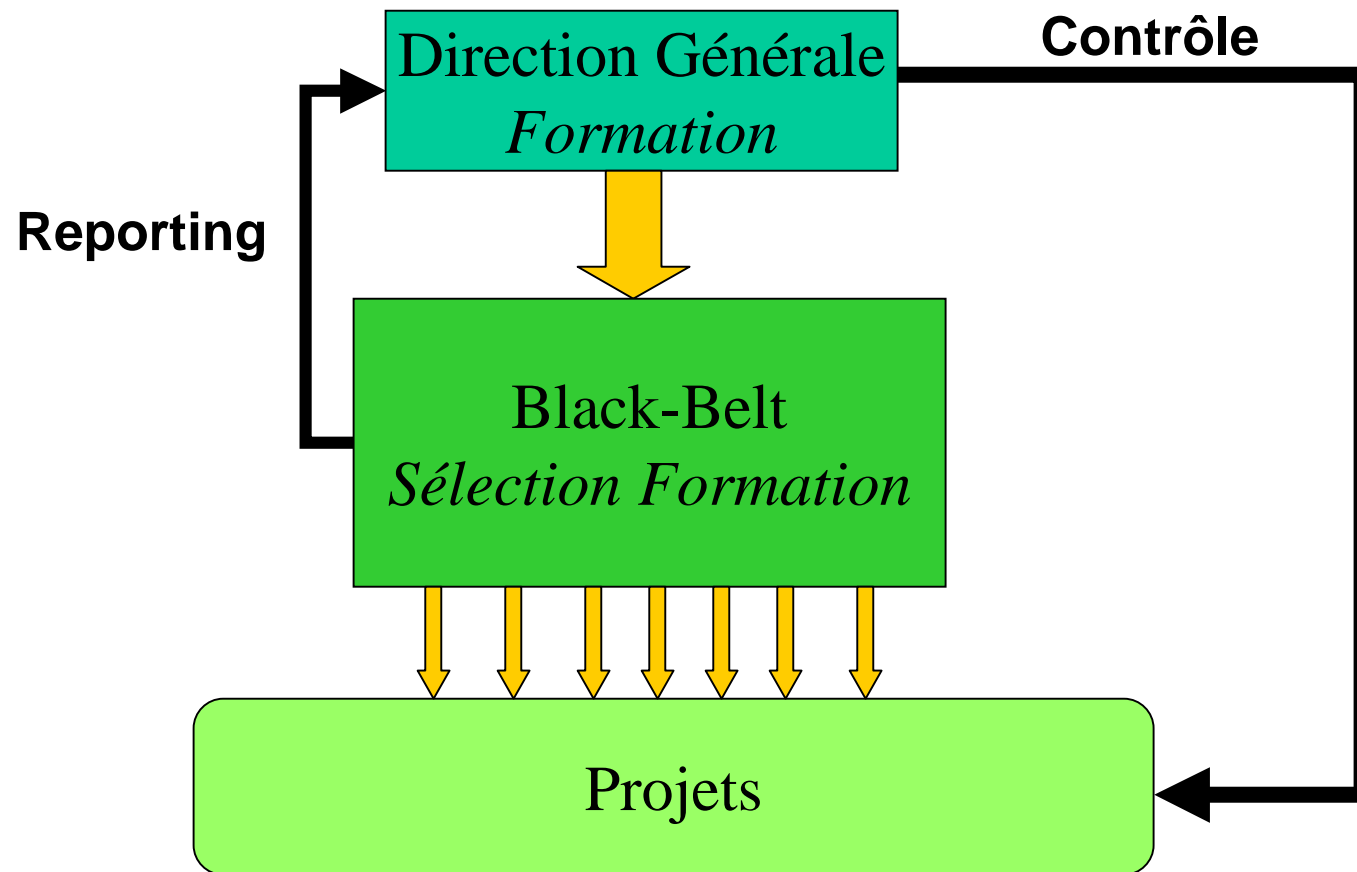 Contrôle
Direction Générale
Formation
Reporting
Black-Belt
Sélection Formation
Projets